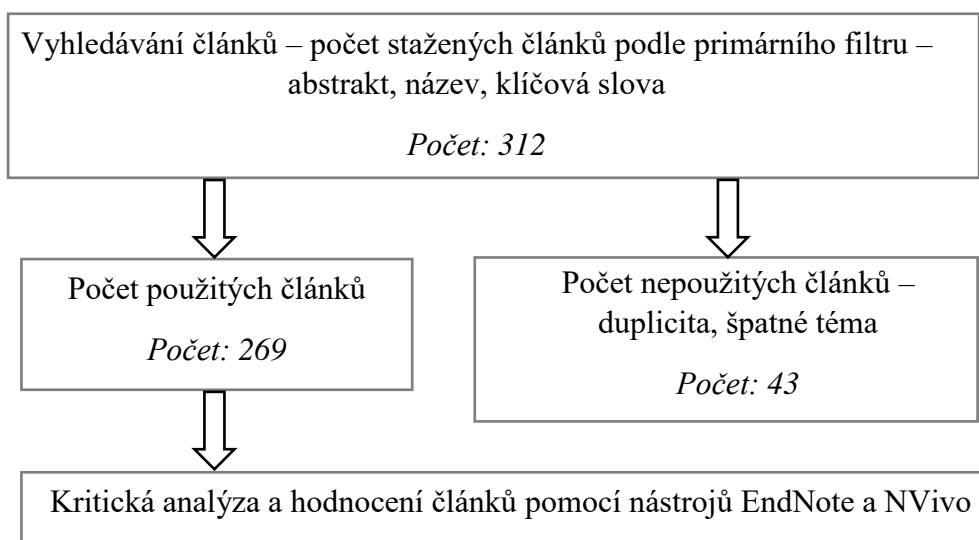 Vyhledávání článků – počet stažených článků podle primárního filtru –
abstrakt, název, klíčová slova
Počet: 312
Počet použitých článků
Počet: 269
Počet nepoužitých článků –
duplicita, špatné téma
Počet: 43
Kritická analýza a hodnocení článků pomocí nástrojů EndNote a NVivo